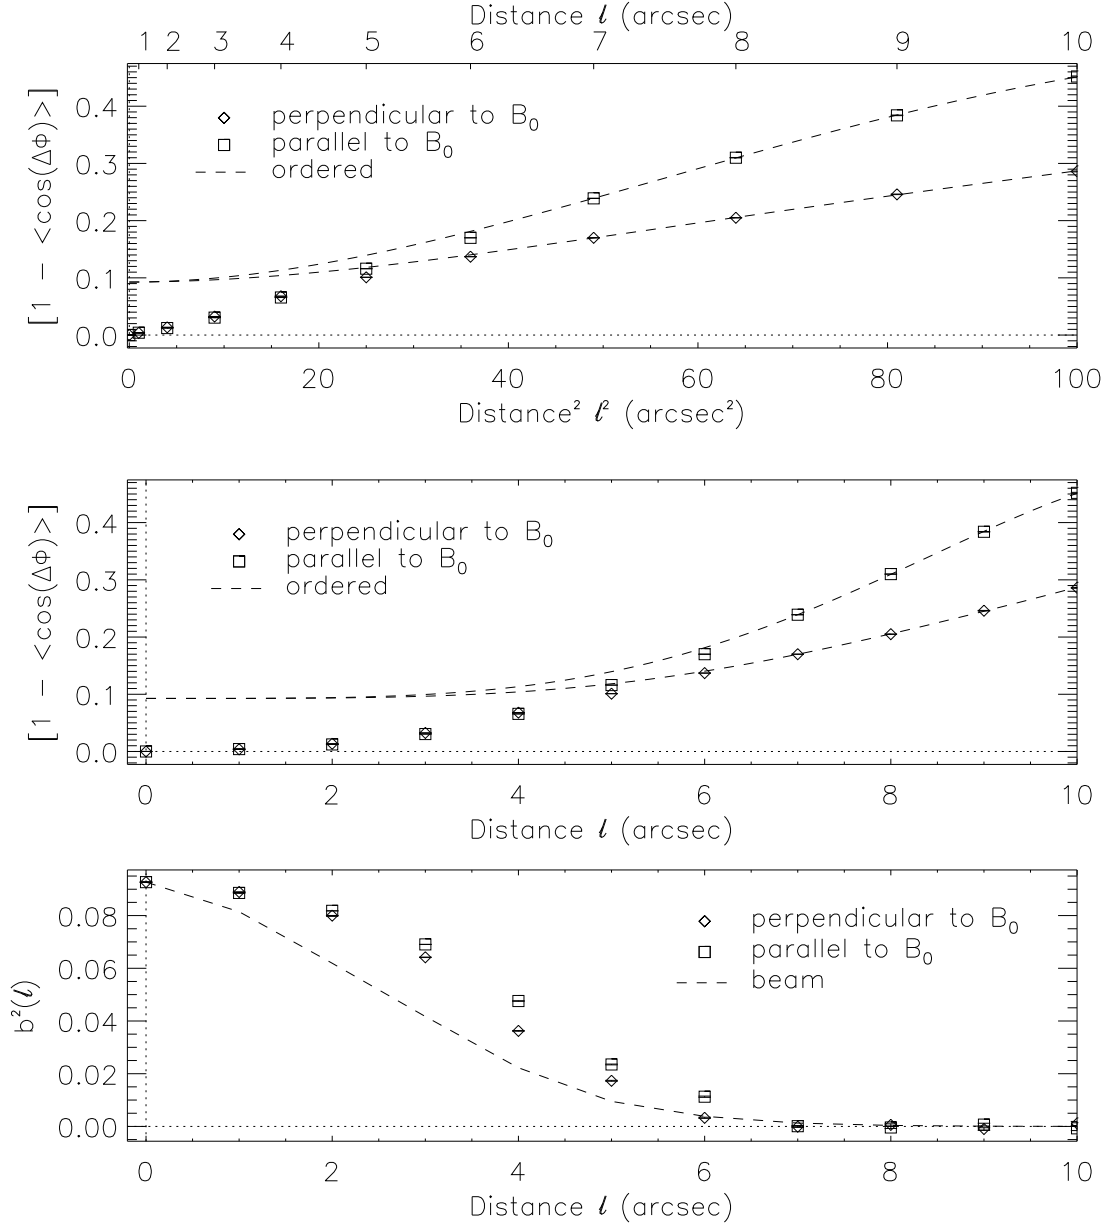 Distance ℓ (arcsec)
1 2 3 4 5 6 7 8 9 10
[1 − <cos(ΔΦ)>]
0.4
0.3
0.2
0.1
0.0
perpendicular to B₀
parallel to B₀
ordered
0 20 40 60 80 100
Distance² ℓ² (arcsec²)
[1 − <cos(ΔΦ)>]
0.4
0.3
0.2
0.1
0.0
perpendicular to B₀
parallel to B₀
ordered
0 2 4 6 8 10
Distance ℓ (arcsec)
b²(ℓ)
0.08
0.06
0.04
0.02
0.00
perpendicular to B₀
parallel to B₀
beam
0 2 4 6 8 10
Distance ℓ (arcsec)